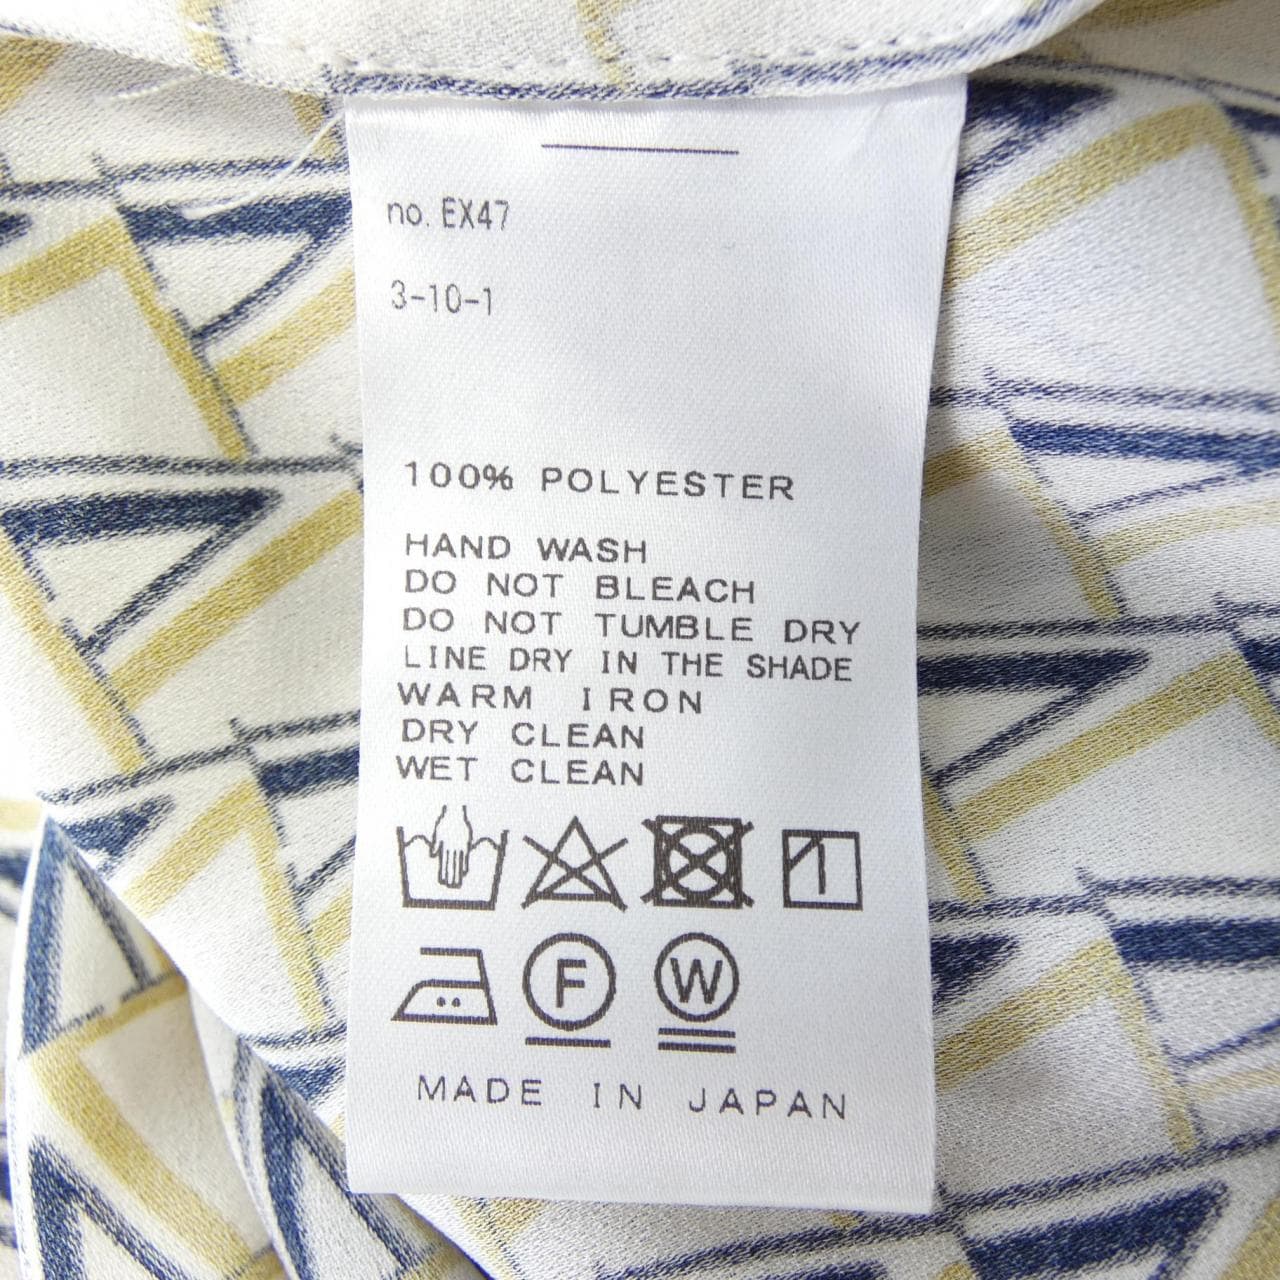 no. EX47
3-10-1
100% POLYESTER
HAND WASH
DO NOT BLEACH
DO NOT TUMBLE DRY
LINE DRY IN THE SHADE
WARM IRON
DRY CLEAN
WET CLEAN
F W
MADE IN JAPAN